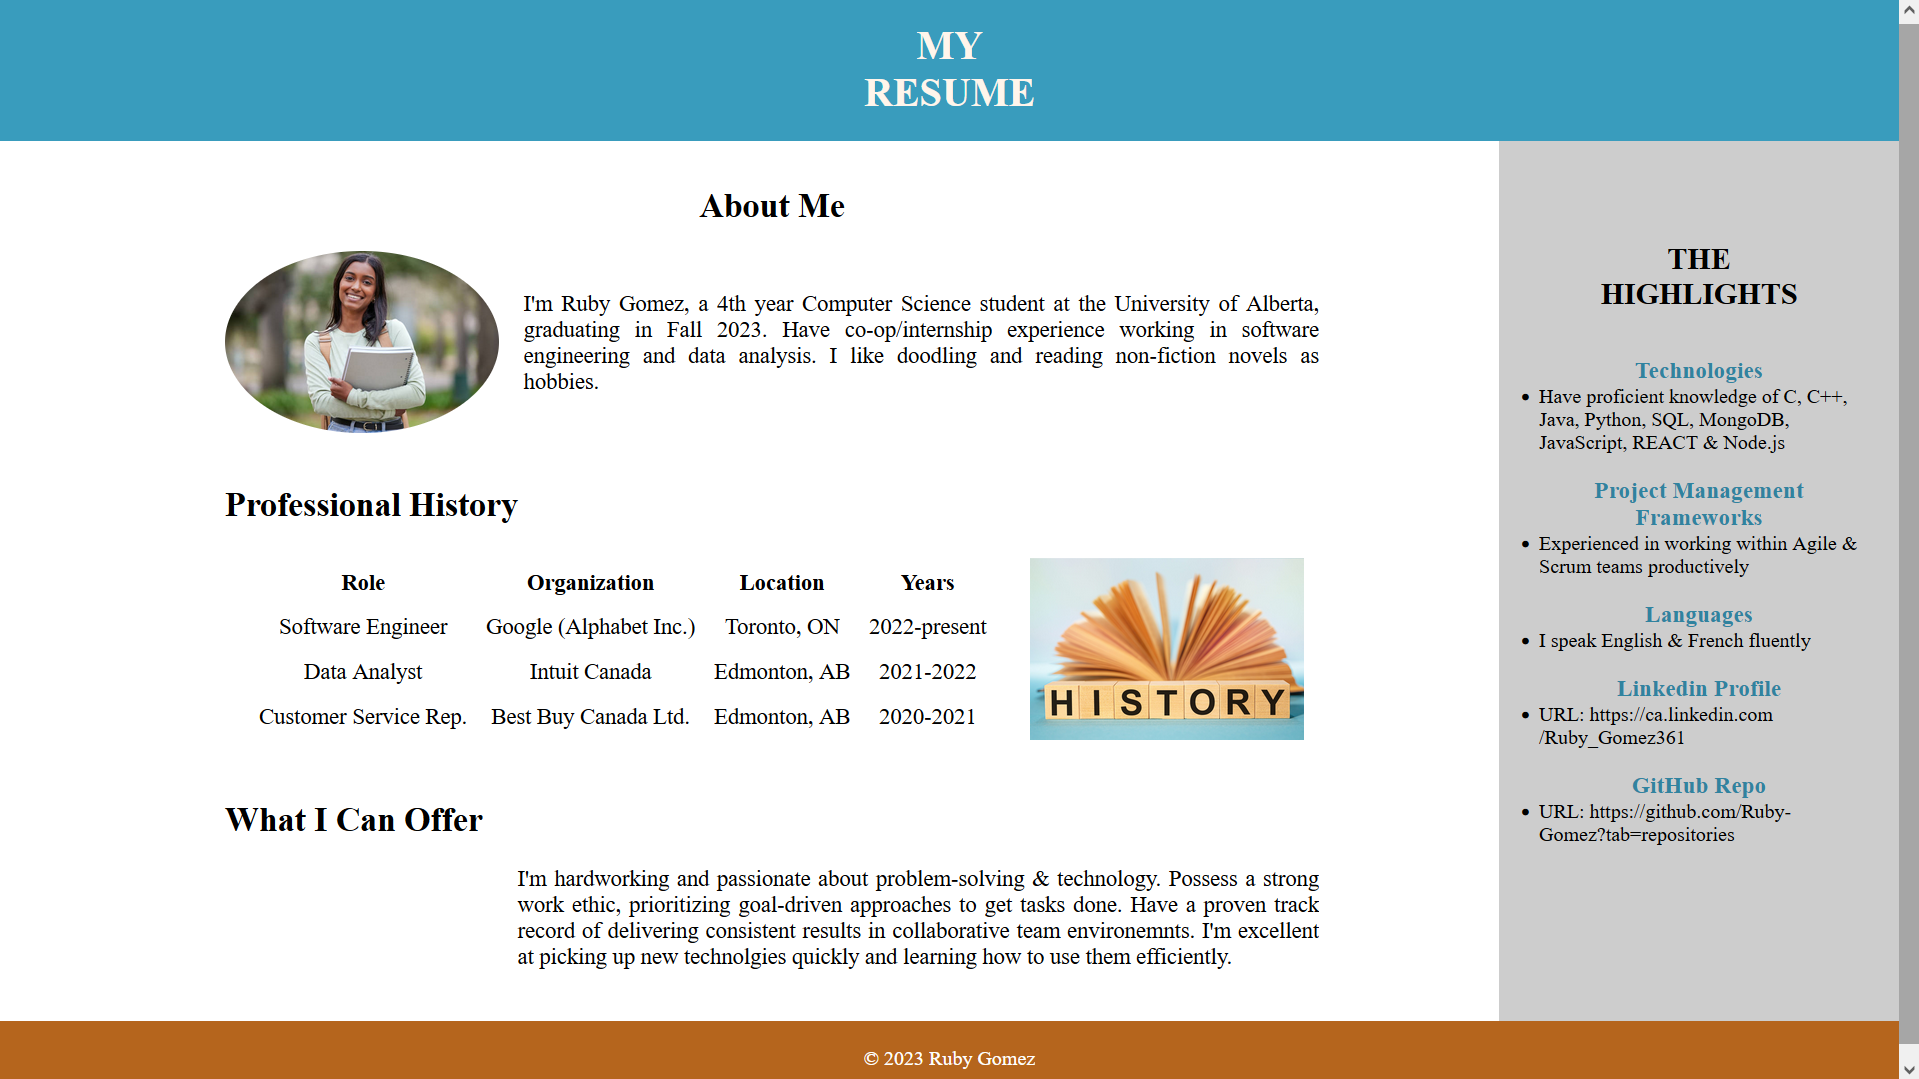 MY
RESUME
About Me
I'm Ruby Gomez, a 4th year Computer Science student at the University of Alberta,
graduating in Fall 2023. Have co-op/internship experience working in software
engineering and data analysis. I like doodling and reading non-fiction novels as
hobbies.
Professional History
Role Organization Location Years
Software Engineer Google (Alphabet Inc.) Toronto, ON 2022-present
Data Analyst Intuit Canada Edmonton, AB 2021-2022
Customer Service Rep. Best Buy Canada Ltd. Edmonton, AB 2020-2021
HISTORY
What I Can Offer
I'm hardworking and passionate about problem-solving & technology. Possess a strong
work ethic, prioritizing goal-driven approaches to get tasks done. Have a proven track
record of delivering consistent results in collaborative team environemnts. I'm excellent
at picking up new technolgies quickly and learning how to use them efficiently.
THE
HIGHLIGHTS
Technologies
• Have proficient knowledge of C, C++,
Java, Python, SQL, MongoDB,
JavaScript, REACT & Node.js
Project Management
Frameworks
• Experienced in working within Agile &
Scrum teams productively
Languages
• I speak English & French fluently
Linkedin Profile
• URL: https://ca.linkedin.com
/Ruby_Gomez361
GitHub Repo
• URL: https://github.com/Ruby-
Gomez?tab=repositories
© 2023 Ruby Gomez